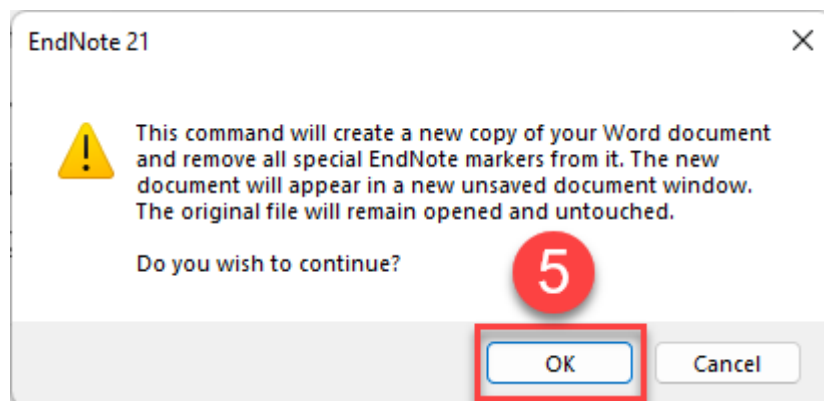 EndNote 21
This command will create a new copy of your Word document
and remove all special EndNote markers from it. The new
document will appear in a new unsaved document window.
The original file will remain opened and untouched.
Do you wish to continue?
5
OK
Cancel